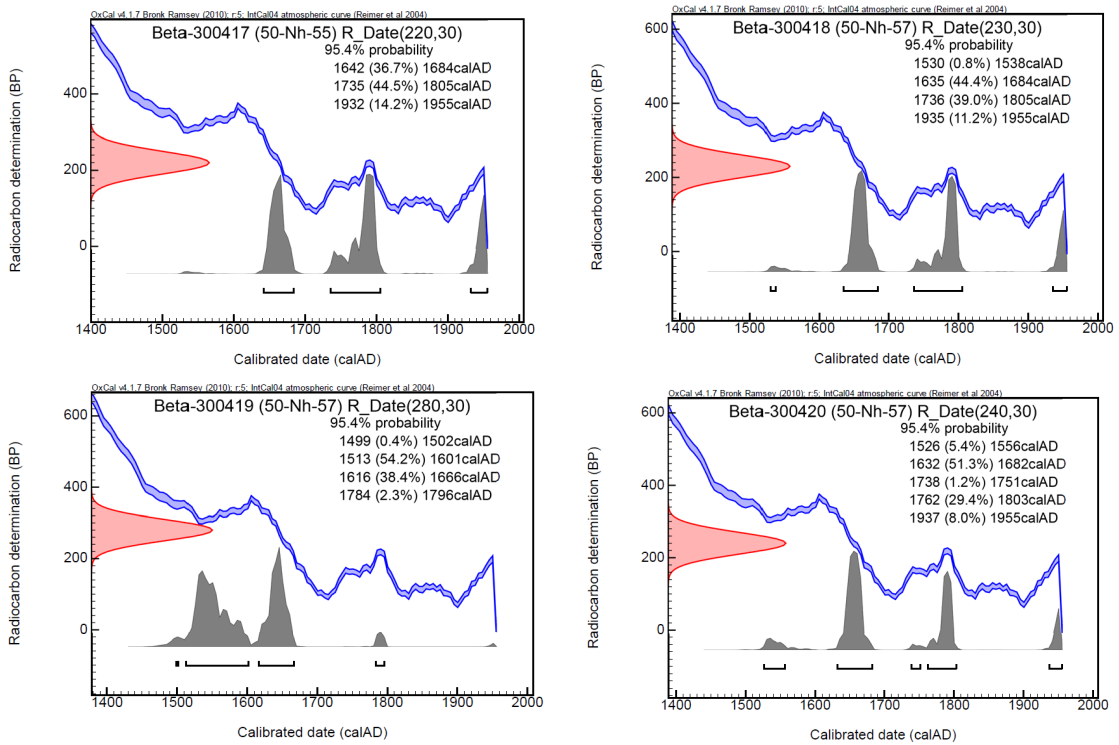 OxCal v4.1.7 Bronk Ramsey (2010); r:5; IntCal04 atmospheric curve (Reimer et al 2004)
Beta-300417 (50-Nh-55) R_Date(220,30)
95.4% probability
1642 (36.7%) 1684calAD
1735 (44.5%) 1805calAD
1932 (14.2%) 1955calAD
Radiocarbon determination (BP)
400
200
0
1400 1500 1600 1700 1800 1900 2000
Calibrated date (calAD)
OxCal v4.1.7 Bronk Ramsey (2010); r:5; IntCal04 atmospheric curve (Reimer et al 2004)
Beta-300418 (50-Nh-57) R_Date(230,30)
95.4% probability
1530 (0.8%) 1538calAD
1635 (44.4%) 1684calAD
1736 (39.0%) 1805calAD
1935 (11.2%) 1955calAD
Radiocarbon determination (BP)
600
400
200
0
1400 1500 1600 1700 1800 1900 2000
Calibrated date (calAD)
OxCal v4.1.7 Bronk Ramsey (2010); r:5; IntCal04 atmospheric curve (Reimer et al 2004)
Beta-300419 (50-Nh-57) R_Date(280,30)
95.4% probability
1499 (0.4%) 1502calAD
1513 (54.2%) 1601calAD
1616 (38.4%) 1666calAD
1784 (2.3%) 1796calAD
Radiocarbon determination (BP)
600
400
200
0
1400 1500 1600 1700 1800 1900 2000
Calibrated date (calAD)
OxCal v4.1.7 Bronk Ramsey (2010); r:5; IntCal04 atmospheric curve (Reimer et al 2004)
Beta-300420 (50-Nh-57) R_Date(240,30)
95.4% probability
1526 (5.4%) 1556calAD
1632 (51.3%) 1682calAD
1738 (1.2%) 1751calAD
1762 (29.4%) 1803calAD
1937 (8.0%) 1955calAD
Radiocarbon determination (BP)
600
400
200
0
1400 1500 1600 1700 1800 1900 2000
Calibrated date (calAD)